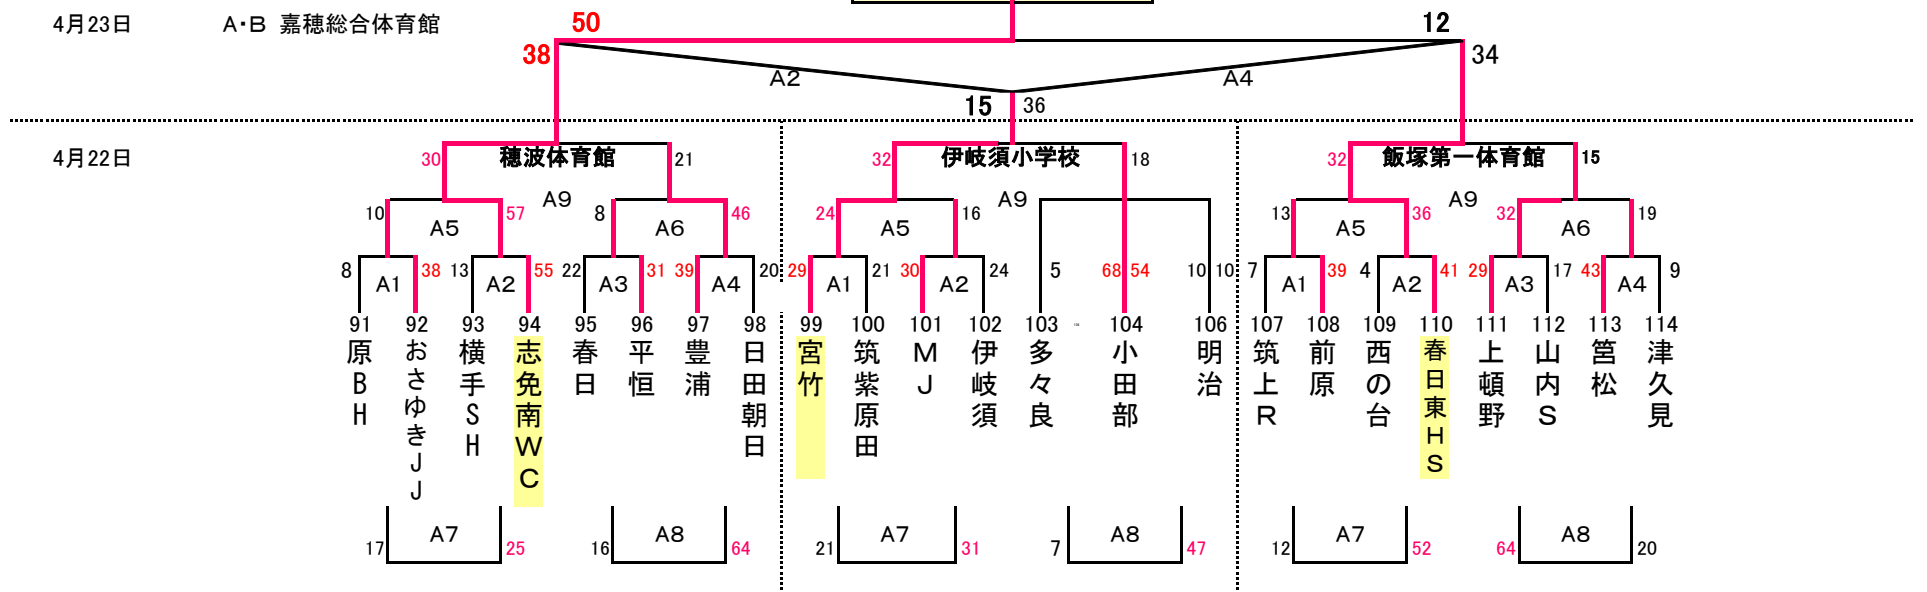 4月23日 A・B 嘉穂総合体育館 50 12
38 34
A2 A4
15 36
4月22日 30 穂波体育館 21 32 伊岐須小学校 18 32 飯塚第一体育館 15
A9 A9 A9
10 57 8 46 24 16 13 36 32 19
A5 A6 A5 A5 A6
8 38 13 55 22 31 39 20 29 21 30 24 5 68 54 10 10 7 39 4 41 29 17 43 9
A1 A2 A3 A4 A1 A2 A1 A2 A3 A4
91 92 93 94 95 96 97 98 99 100 101 102 103 104 106 107 108 109 110 111 112 113 114
原BH
おさゆきJJ
横手SH
志免南WC
春日
平恒
豊浦
日田朝日
宮竹
筑紫原田
MJ
伊岐須
多々良
小田部
明治
筑上R
前原
西の台
春日東HS
上頓野
山内S
筥松
津久見
A7 A8 A7 A8 A7 A8
17 25 16 64 21 31 7 47 12 52 64 20